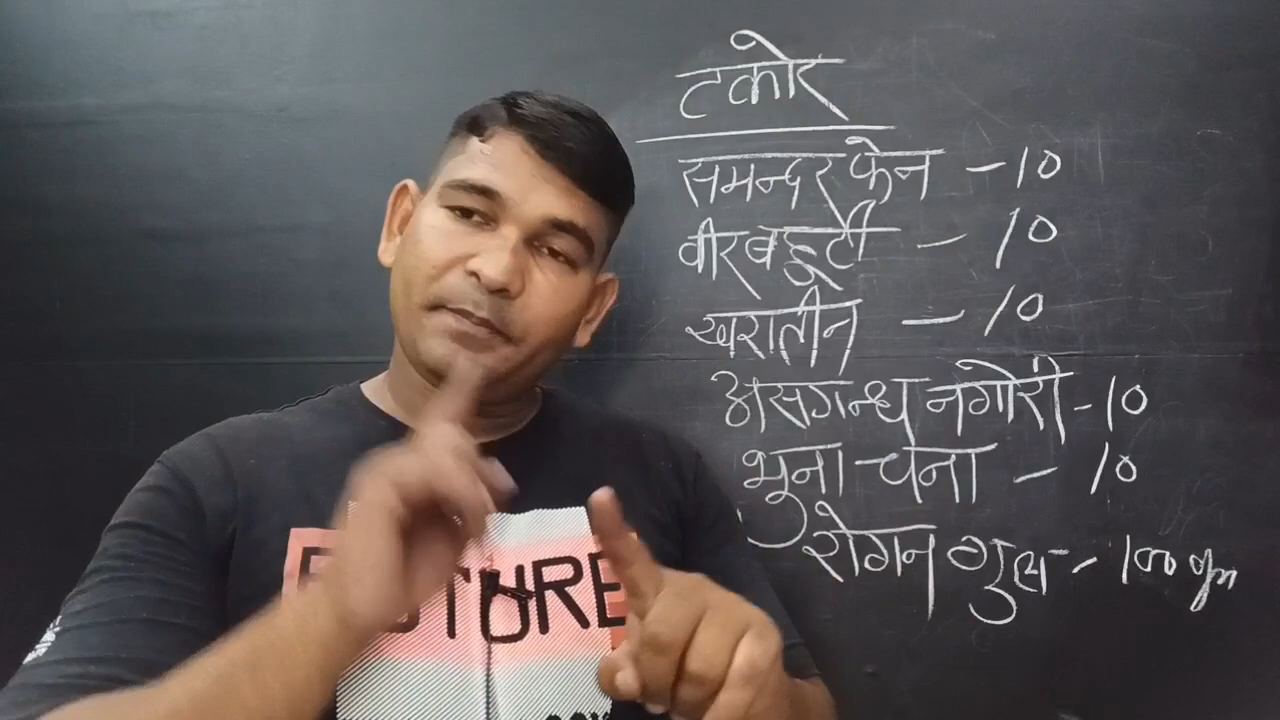 टकोर
समन्दर फेन - 10
वीरबहूटी - 10
खरातीन - 10
असगन्ध नगोरी - 10
भूना चना - 10
रोगन गुल - 100 gm